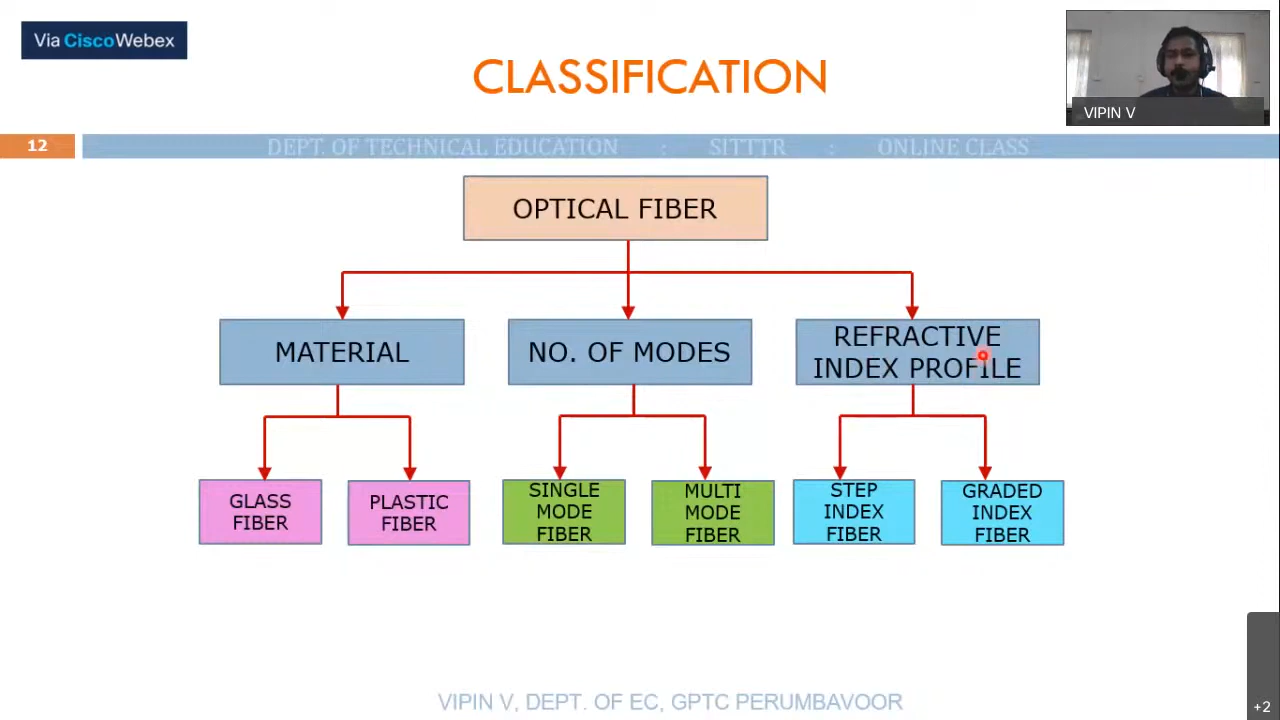 Via CiscoWebex
CLASSIFICATION
VIPIN V
12
DEPT. OF TECHNICAL EDUCATION : SITTTR : ONLINE CLASS
OPTICAL FIBER
MATERIAL
NO. OF MODES
REFRACTIVE
INDEX PROFILE
GLASS
FIBER
PLASTIC
FIBER
SINGLE
MODE
FIBER
MULTI
MODE
FIBER
STEP
INDEX
FIBER
GRADED
INDEX
FIBER
VIPIN V, DEPT. OF EC, GPTC PERUMBAVOOR
+2